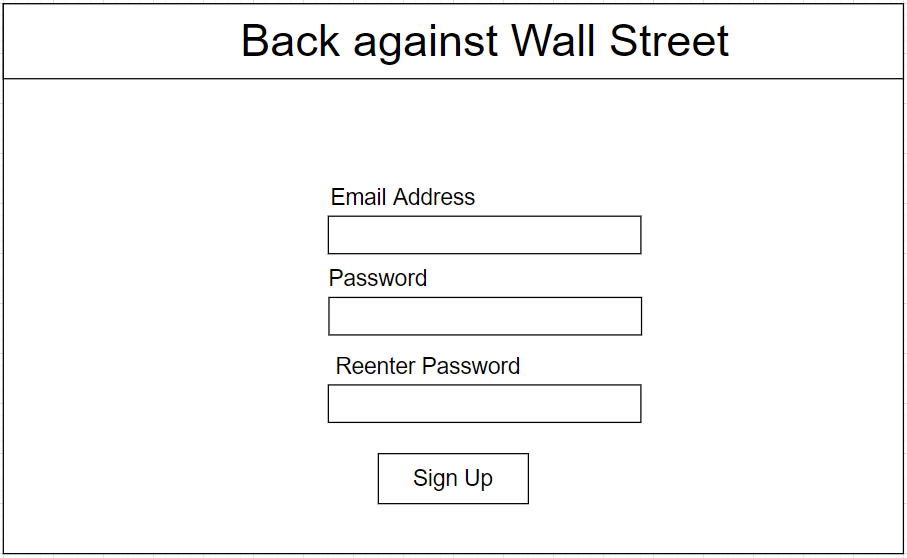 Back against Wall Street
Email Address
Password
Reenter Password
Sign Up